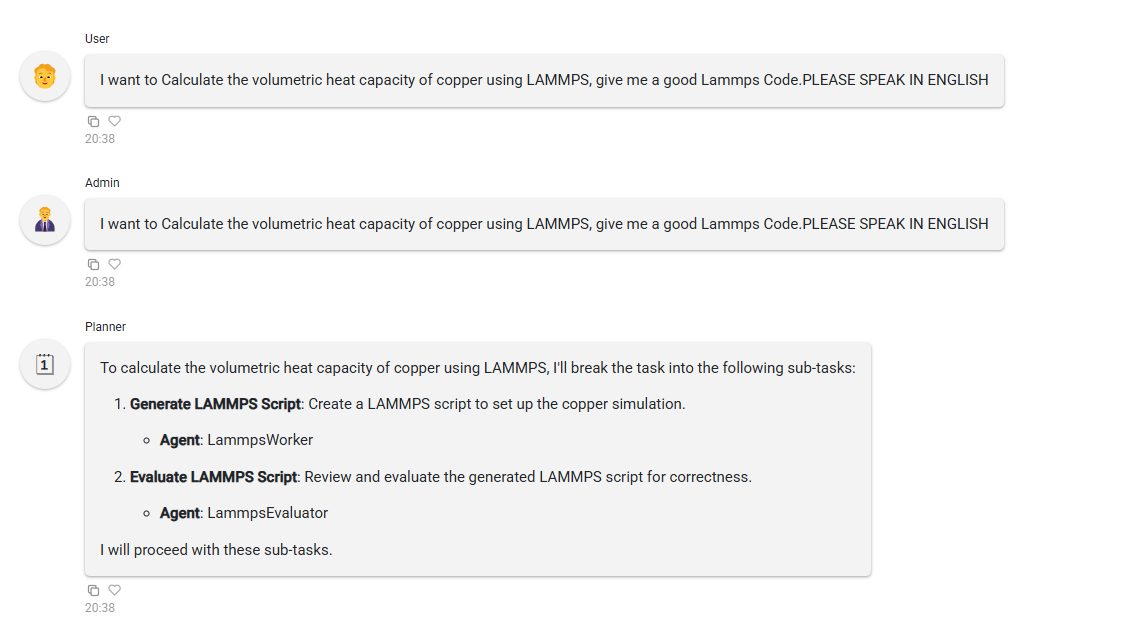 User
I want to Calculate the volumetric heat capacity of copper using LAMMPS, give me a good Lammps Code.PLEASE SPEAK IN ENGLISH
20:38
Admin
I want to Calculate the volumetric heat capacity of copper using LAMMPS, give me a good Lammps Code.PLEASE SPEAK IN ENGLISH
20:38
Planner
1
To calculate the volumetric heat capacity of copper using LAMMPS, I'll break the task into the following sub-tasks:
1. Generate LAMMPS Script: Create a LAMMPS script to set up the copper simulation.
Agent: LammpsWorker
2. Evaluate LAMMPS Script: Review and evaluate the generated LAMMPS script for correctness.
Agent: LammpsEvaluator
I will proceed with these sub-tasks.
20:38